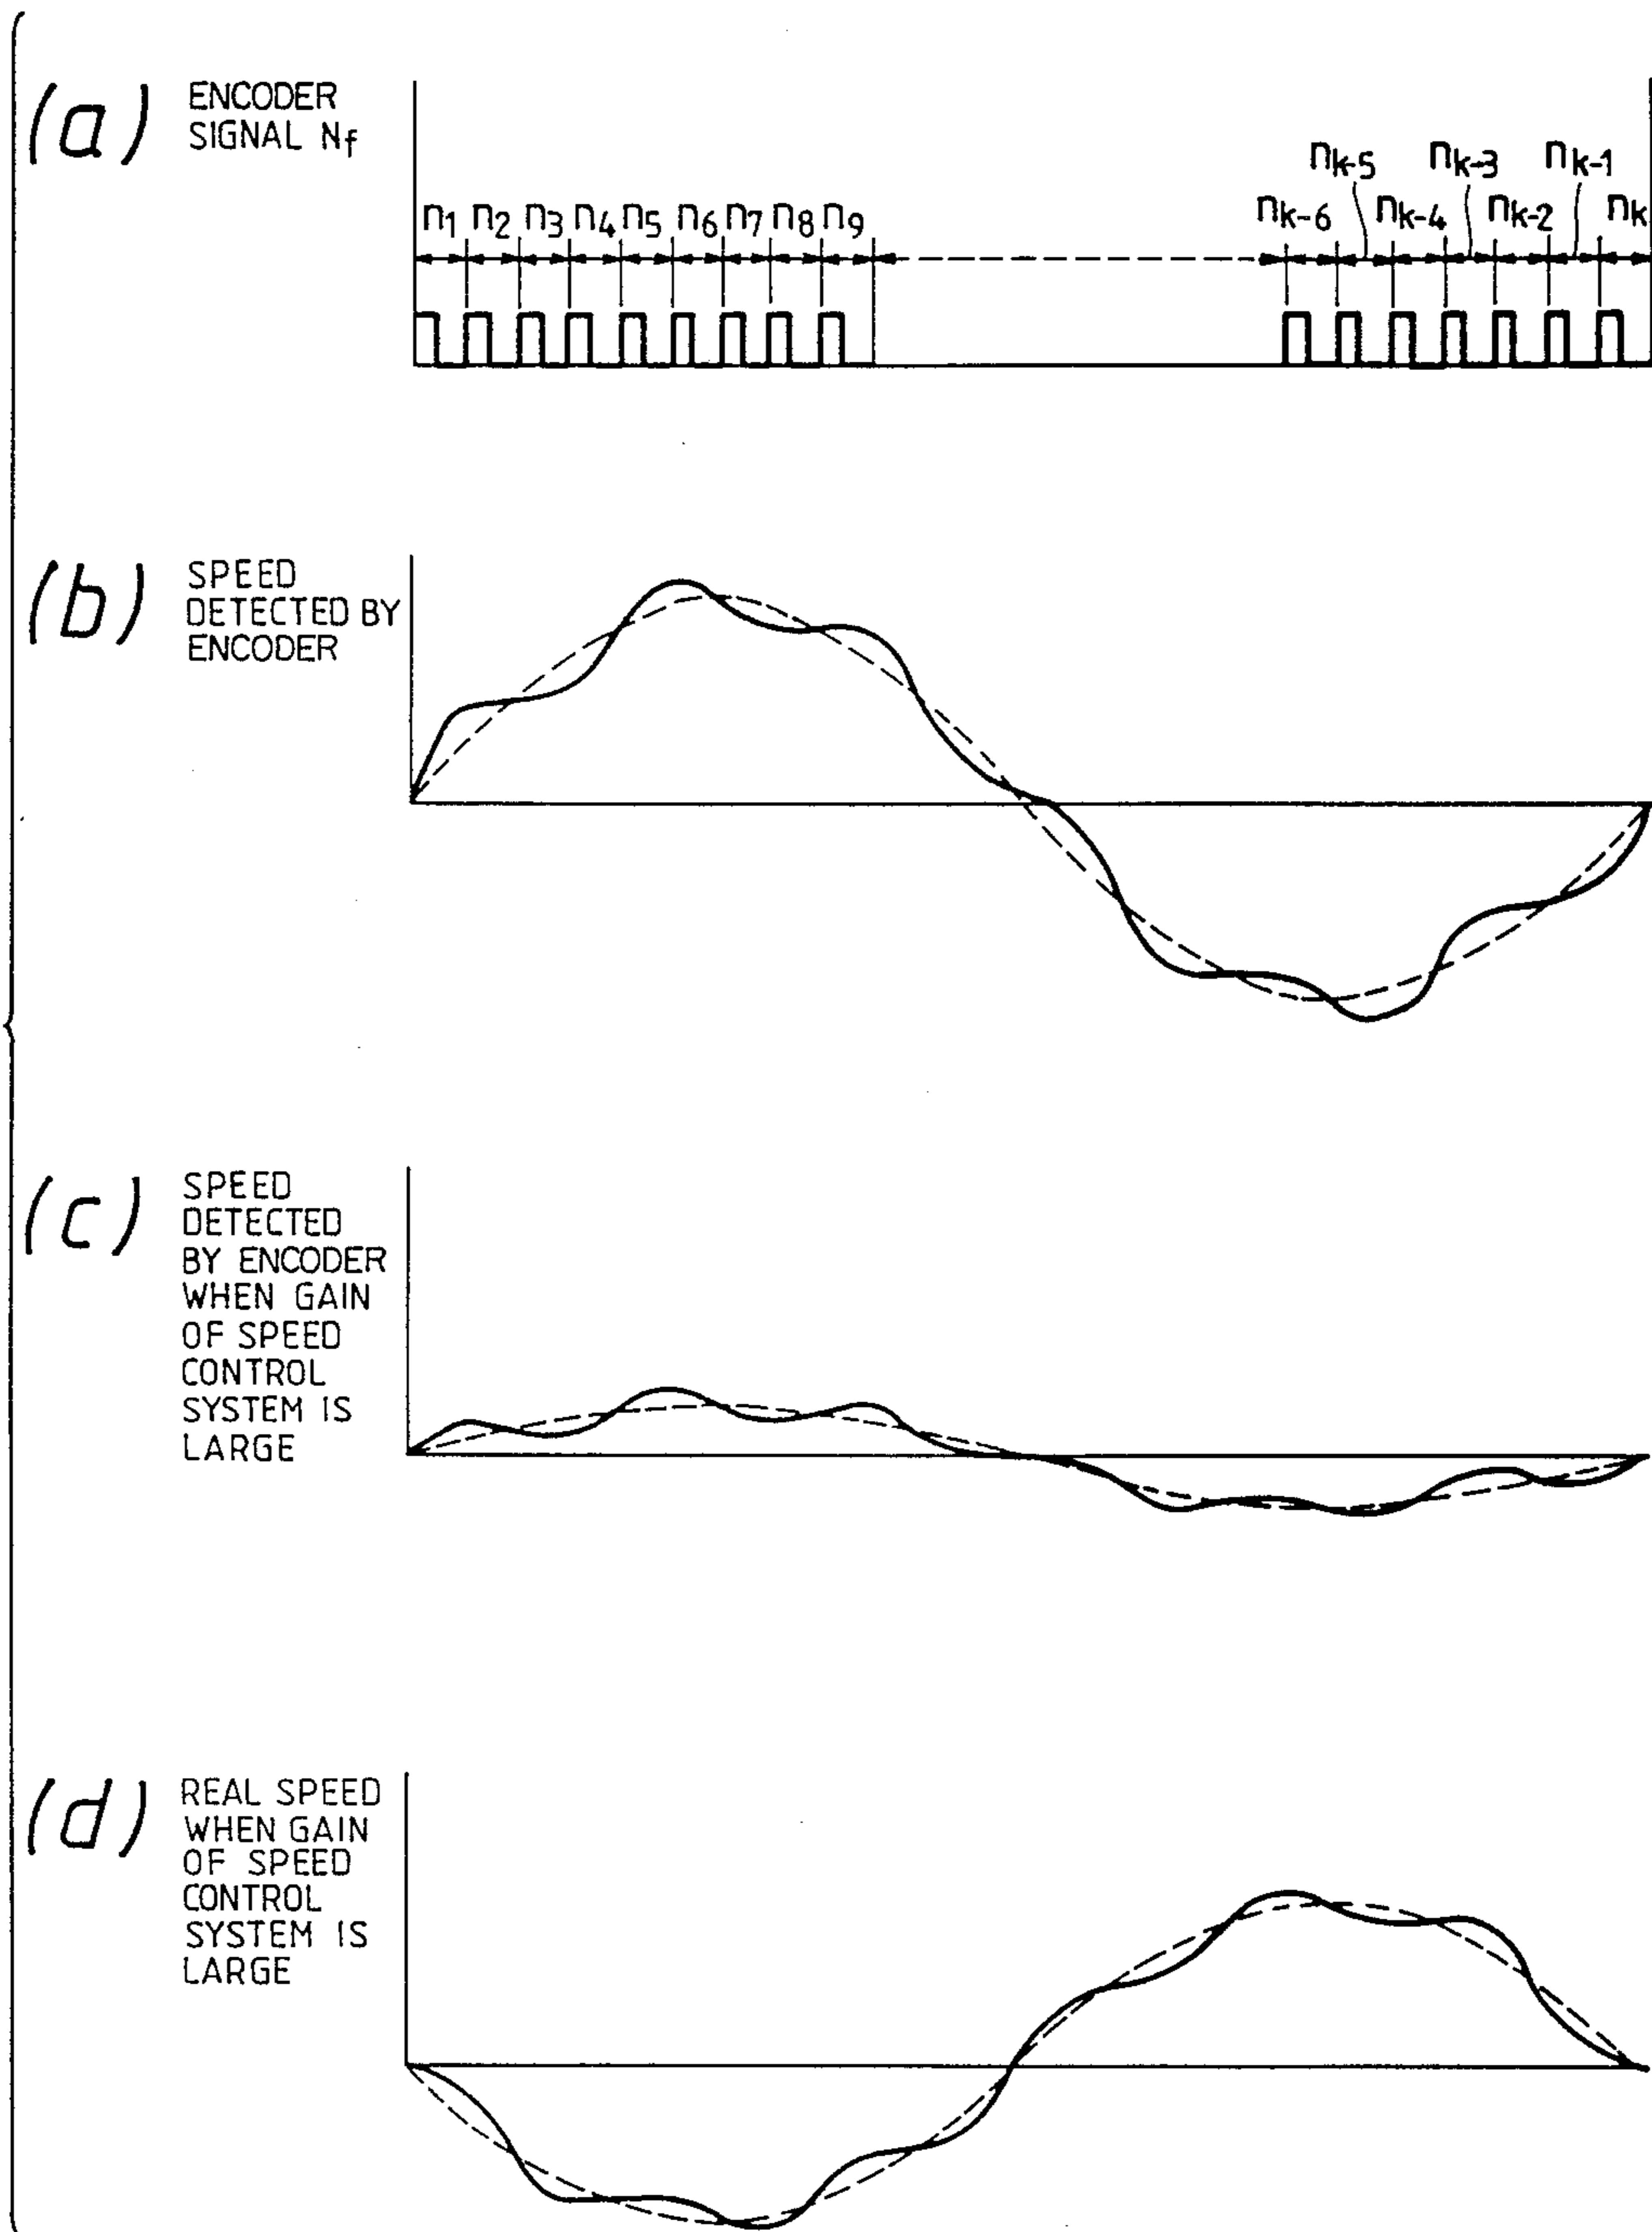 (a)
ENCODER
SIGNAL Nf
n1 n2 n3 n4 n5 n6 n7 n8 n9
nk-5 nk-3 nk-1
nk-6 nk-4 nk-2 nk
(b)
SPEED
DETECTED BY
ENCODER
(c)
SPEED
DETECTED
BY ENCODER
WHEN GAIN
OF SPEED
CONTROL
SYSTEM IS
LARGE
(d)
REAL SPEED
WHEN GAIN
OF SPEED
CONTROL
SYSTEM IS
LARGE